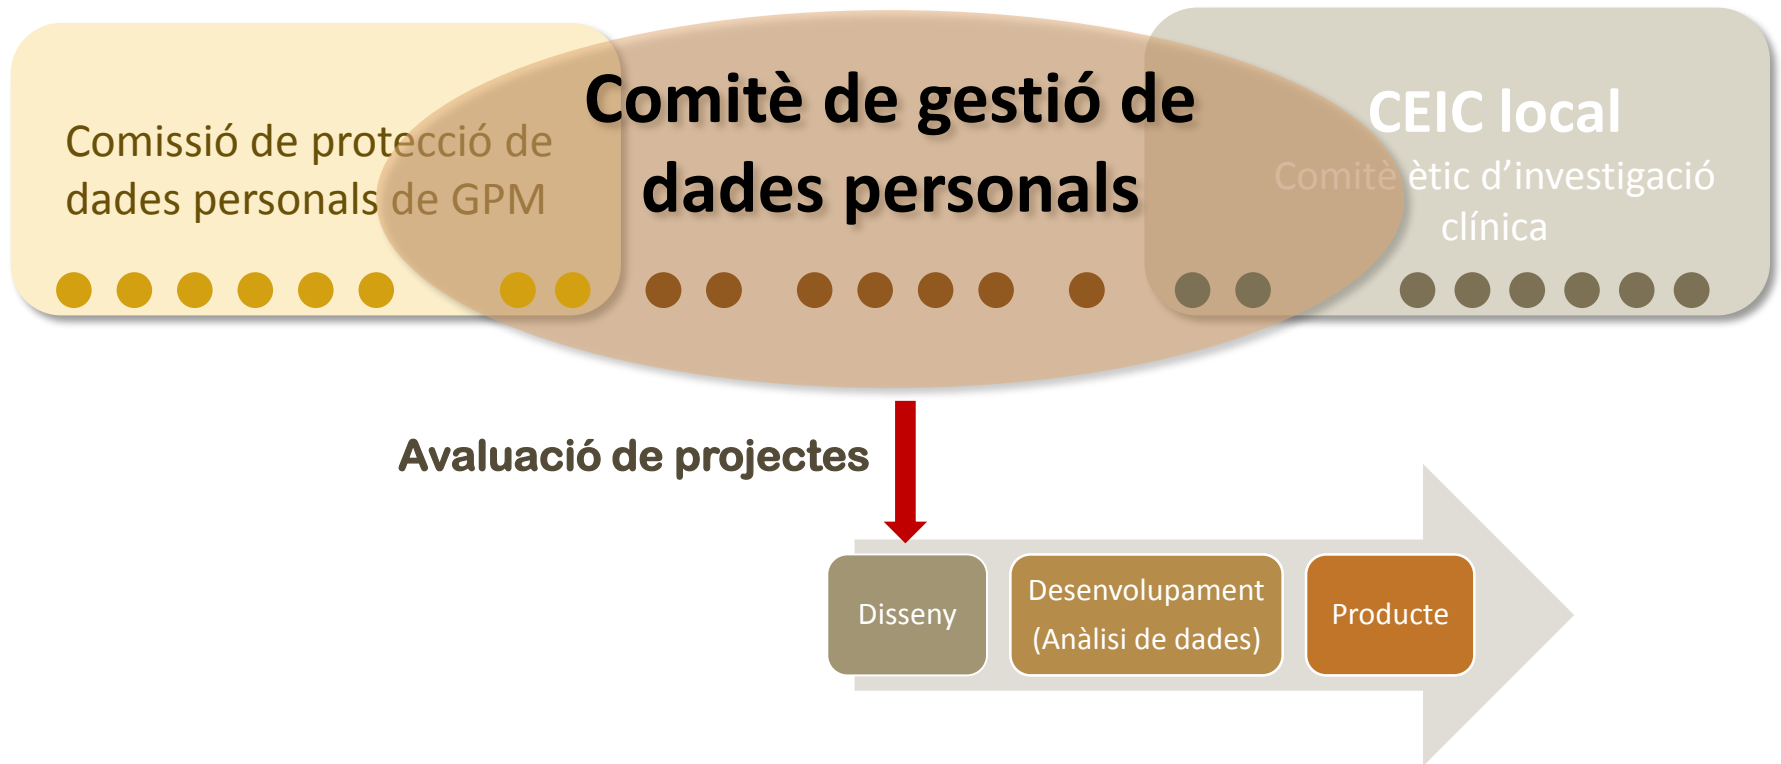 Comissió de protecció de
dades personals de GPM
Comitè de gestió de
dades personals
CEIC local
Comitè ètic d’investigació
clínica
Avaluació de projectes
Disseny
Desenvolupament
(Anàlisi de dades)
Producte